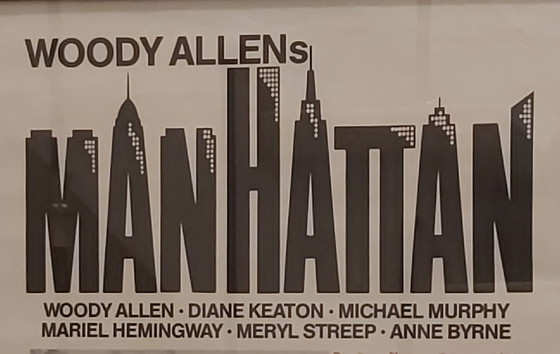 WOODY ALLENs
MANHATTAN
WOODY ALLEN · DIANE KEATON · MICHAEL MURPHY
MARIEL HEMINGWAY · MERYL STREEP · ANNE BYRNE